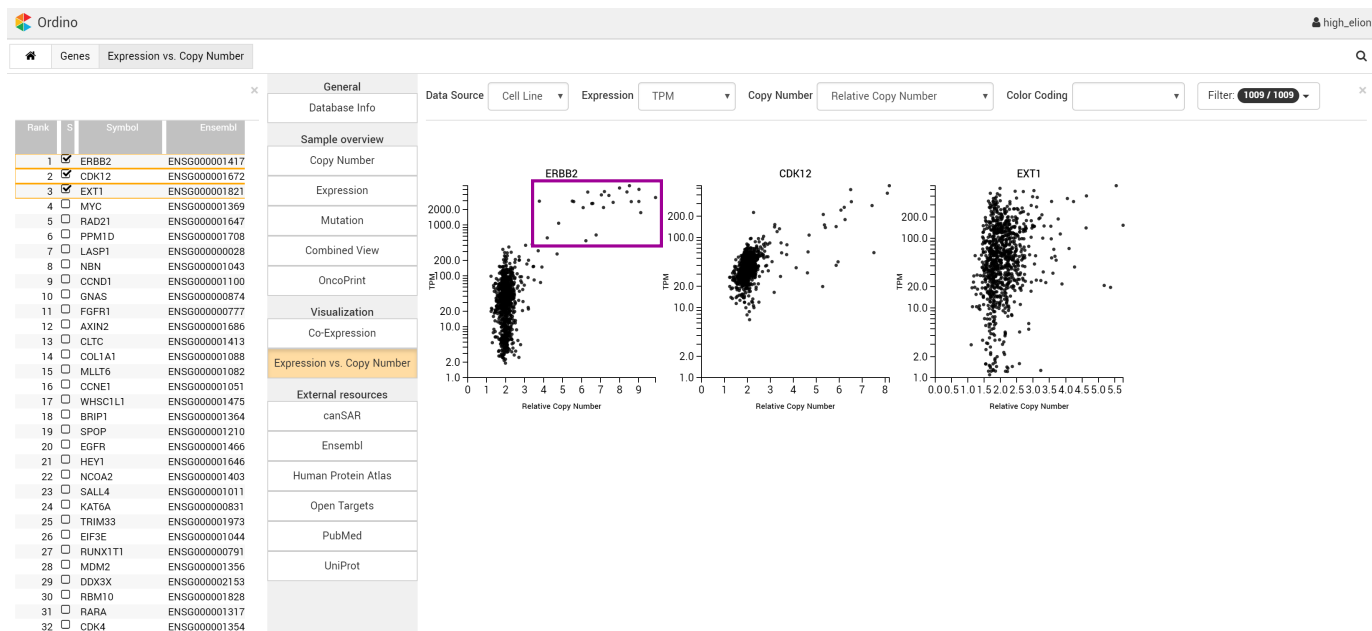 Ordino
high_elion
Genes
Expression vs. Copy Number
General
Database Info
Sample overview
Copy Number
Expression
Mutation
Combined View
OncoPrint
Visualization
Co-Expression
Expression vs. Copy Number
External resources
canSAR
Ensembl
Human Protein Atlas
Open Targets
PubMed
UniProt
Data Source Cell Line Expression TPM Copy Number Relative Copy Number Color Coding Filter: 1009 / 1009
Rank S Symbol Ensembl
1 ERBB2 ENSG000001417
2 CDK12 ENSG000001672
3 EXT1 ENSG000001821
4 MYC ENSG000001369
5 RAD21 ENSG000001647
6 PPM1D ENSG000001708
7 LASP1 ENSG000000028
8 NBN ENSG000001043
9 CCND1 ENSG000001100
10 GNAS ENSG000000874
11 FGFR1 ENSG000000777
12 AXIN2 ENSG000001686
13 CLTC ENSG000001413
14 COL1A1 ENSG000001088
15 MLLT6 ENSG000001082
16 CCNE1 ENSG000001051
17 WHSC1L1 ENSG000001475
18 BRIP1 ENSG000001364
19 SPOP ENSG000001210
20 EGFR ENSG000001466
21 HEY1 ENSG000001646
22 NCOA2 ENSG000001403
23 SALL4 ENSG000001011
24 KAT6A ENSG000000831
25 TRIM33 ENSG000001973
26 EIF3E ENSG000001044
27 RUNX1T1 ENSG000000791
28 MDM2 ENSG000001356
29 DDX3X ENSG000002153
30 RBM10 ENSG000001828
31 RARA ENSG000001317
32 CDK4 ENSG000001354
ERBB2
2000.0
1000.0
200.0
100.0
20.0
10.0
2.0
1.0
TPM
0 1 2 3 4 5 6 7 8 9
Relative Copy Number
CDK12
200.0
100.0
20.0
10.0
2.0
1.0
TPM
0 1 2 3 4 5 6 7 8
Relative Copy Number
EXT1
200.0
100.0
20.0
10.0
2.0
1.0
TPM
0.0 0.5 1.0 1.5 2.0 2.5 3.0 3.5 4.0 4.5 5.0 5.5
Relative Copy Number